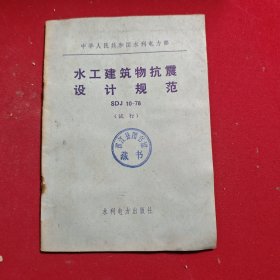 中华人民共和国水利电力部
水工建筑物抗震
设计规范
SDJ 10-78
(试行)
藏书
水利电力出版社